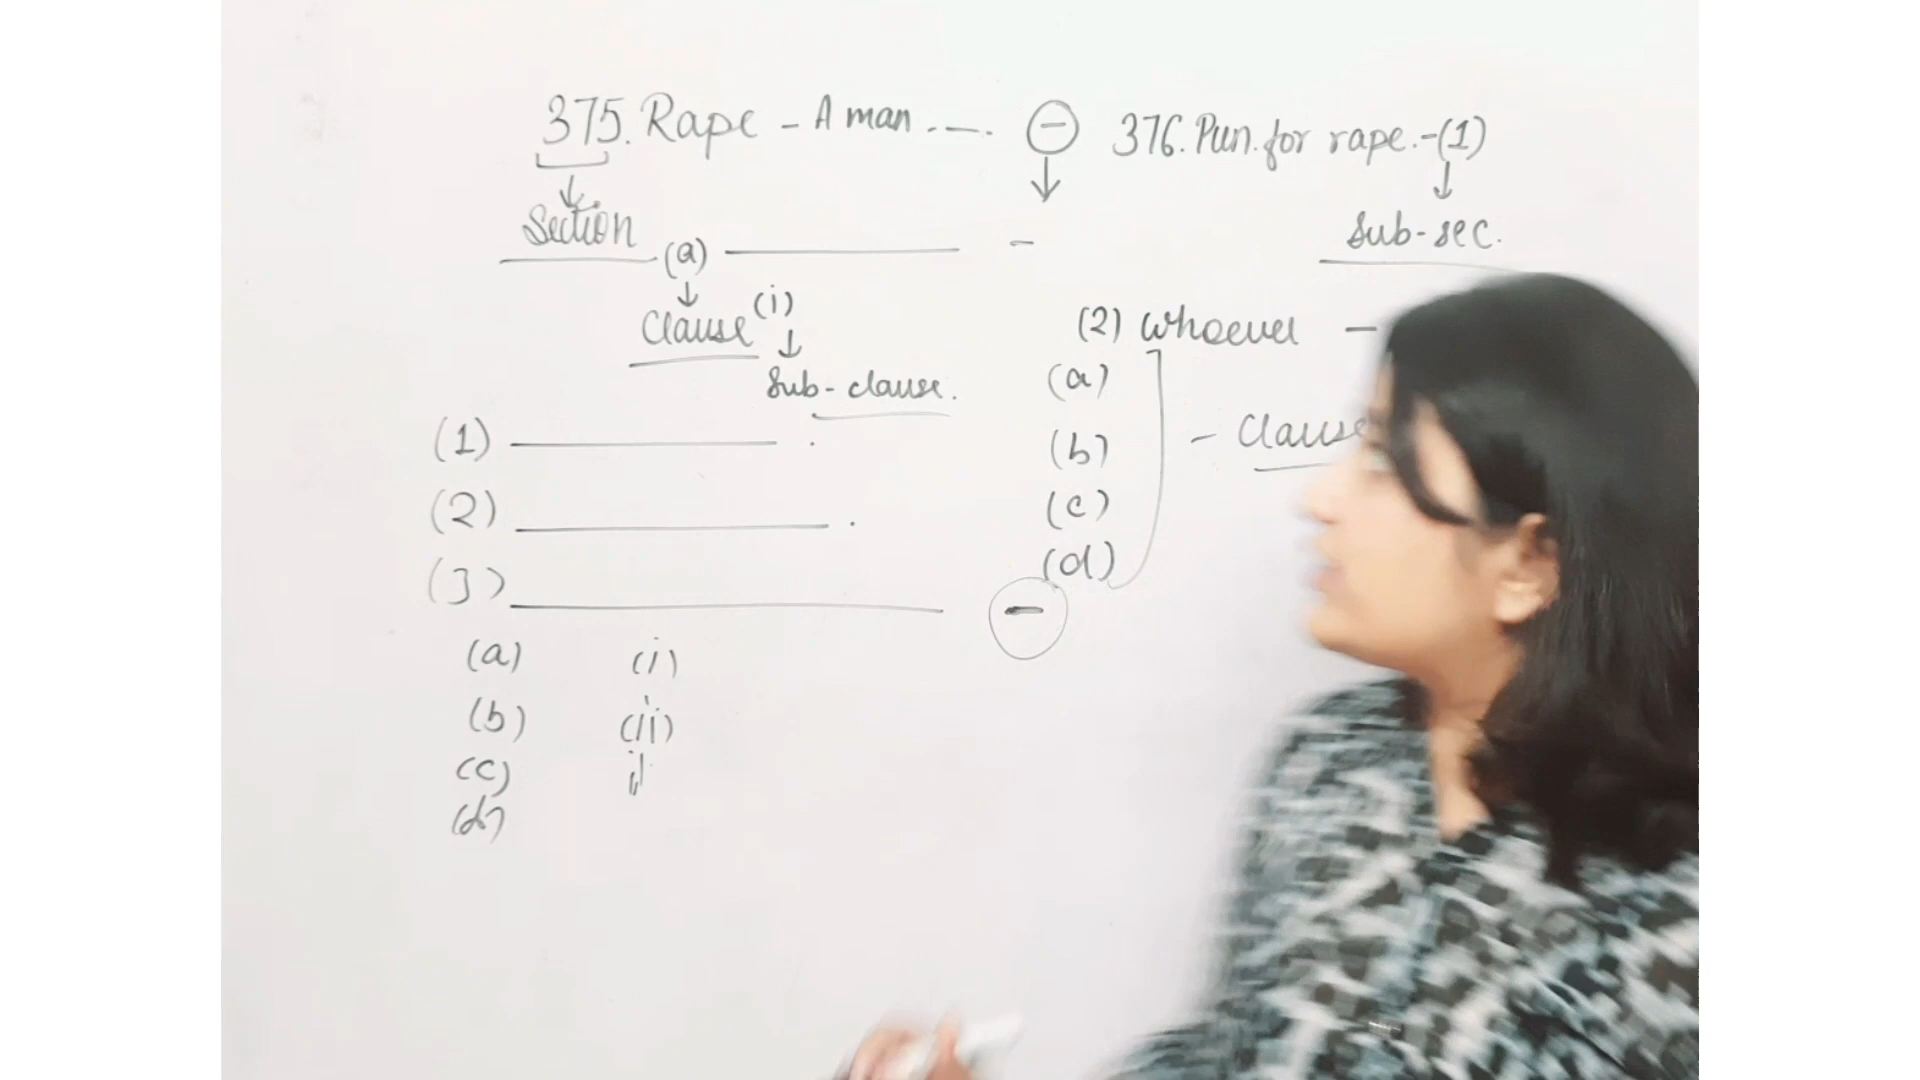 375. Rape - A man ..-. -
Section
(a) -
Clause (i)
Sub-clause.
(1) .
(2) .
(3) -
(a) (i)
(b) (ii)
(c)
(d)
376. Pun. for rape.-(1)
Sub-sec.
(2) Whoever -
(a)
(b) - Clause
(c)
(d)